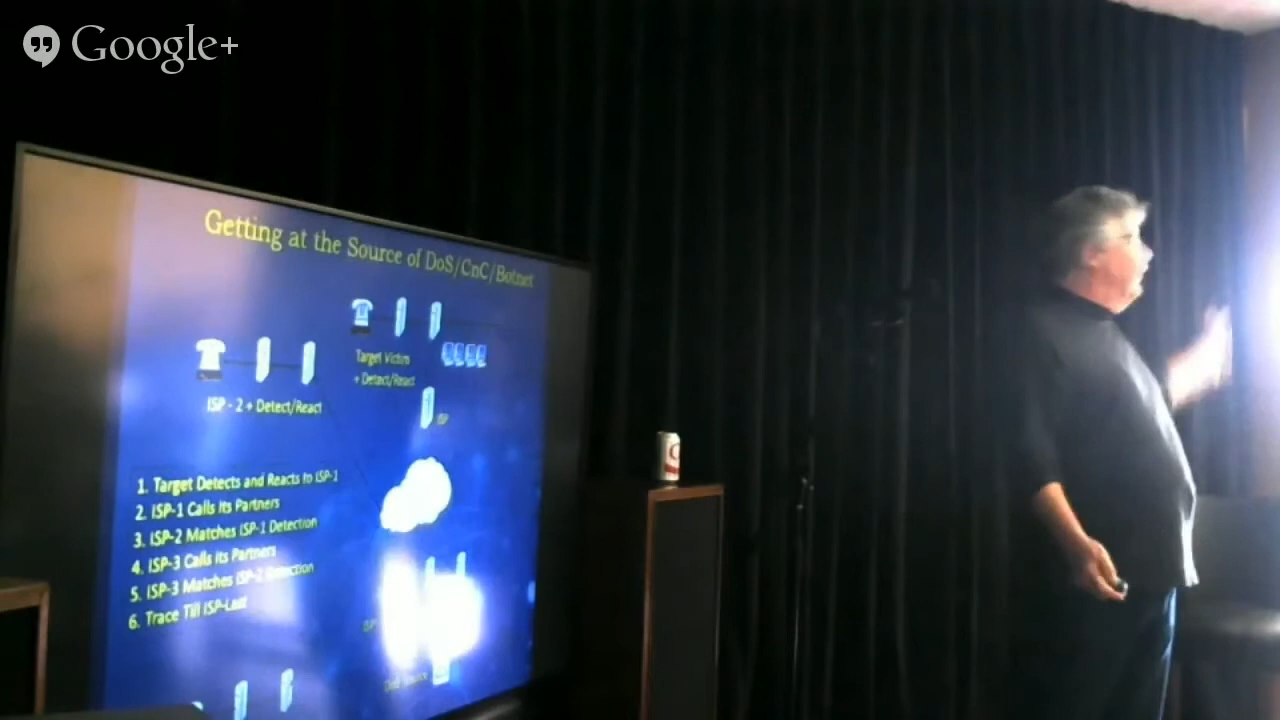 Google+
Getting at the Source of DoS/CnC/Botnet
Target Victim
+ Detect/React
ISP - 2 + Detect/React
ISP
1. Target Detects and Reacts to ISP-1
2. ISP-1 Calls its Partners
3. ISP-2 Matches ISP-1 Detection
4. ISP-3 Calls its Partners
5. ISP-3 Matches ISP-2 Detection
6. Trace Till ISP-Last
ISP